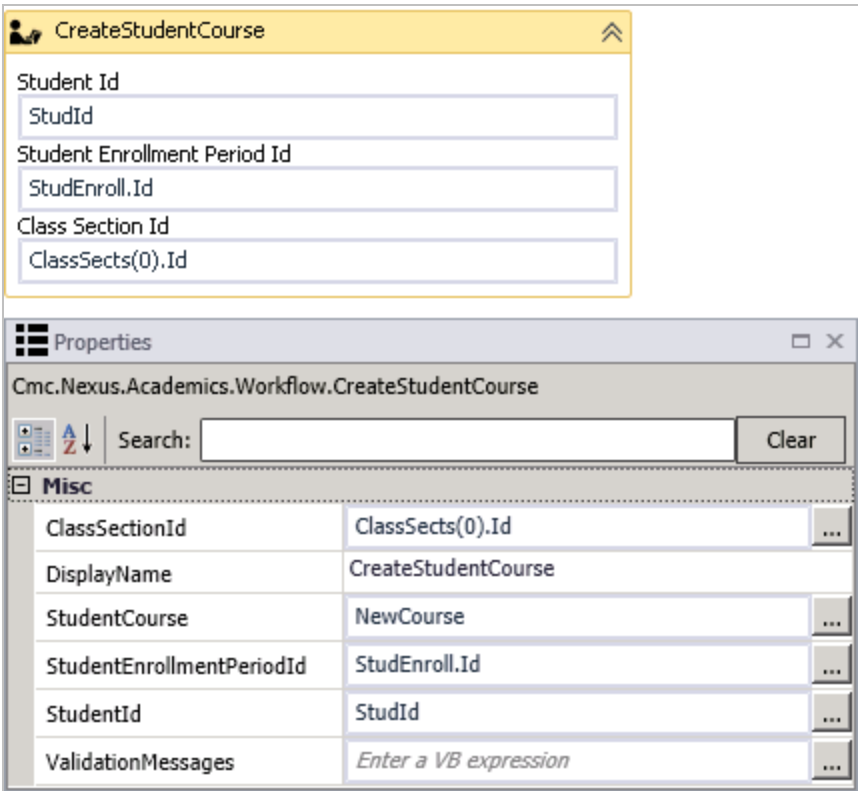 CreateStudentCourse
Student Id
StudId
Student Enrollment Period Id
StudEnroll.Id
Class Section Id
ClassSects(0).Id
Properties
Cmc.Nexus.Academics.Workflow.CreateStudentCourse
A Z Search: Clear
Misc
ClassSectionId ClassSects(0).Id ...
DisplayName CreateStudentCourse
StudentCourse NewCourse ...
StudentEnrollmentPeriodId StudEnroll.Id ...
StudentId StudId ...
ValidationMessages Enter a VB expression ...